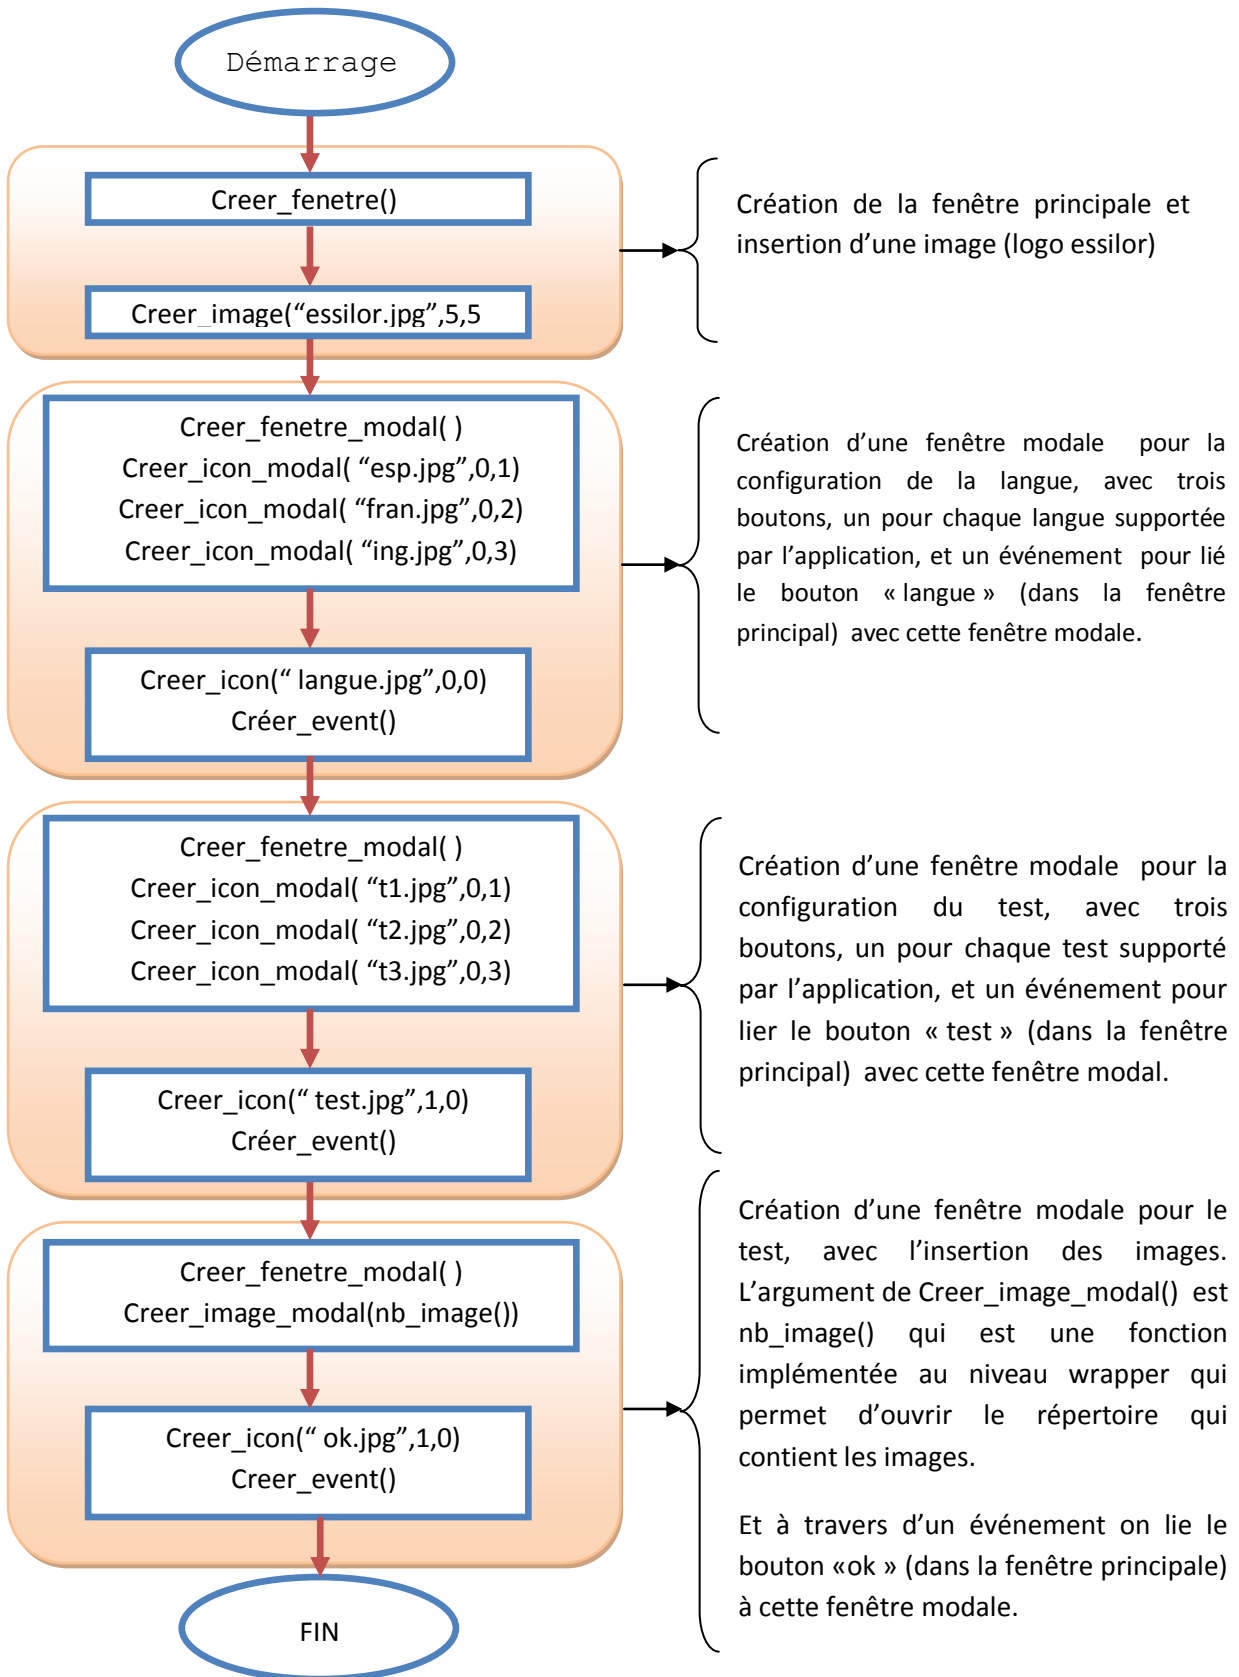 Démarrage
Creer_fenetre()
Creer_image(“essilor.jpg”,5,5
Création de la fenêtre principale et
insertion d’une image (logo essilor)
Creer_fenetre_modal( )
Creer_icon_modal( “esp.jpg”,0,1)
Creer_icon_modal( “fran.jpg”,0,2)
Creer_icon_modal( “ing.jpg”,0,3)
Creer_icon(“ langue.jpg”,0,0)
Créer_event()
Création d’une fenêtre modale pour la
configuration de la langue, avec trois
boutons, un pour chaque langue supportée
par l’application, et un événement pour lié
le bouton « langue » (dans la fenêtre
principal) avec cette fenêtre modale.
Creer_fenetre_modal( )
Creer_icon_modal( “t1.jpg”,0,1)
Creer_icon_modal( “t2.jpg”,0,2)
Creer_icon_modal( “t3.jpg”,0,3)
Creer_icon(“ test.jpg”,1,0)
Créer_event()
Création d’une fenêtre modale pour la
configuration du test, avec trois
boutons, un pour chaque test supporté
par l’application, et un événement pour
lier le bouton « test » (dans la fenêtre
principal) avec cette fenêtre modal.
Creer_fenetre_modal( )
Creer_image_modal(nb_image())
Creer_icon(“ ok.jpg”,1,0)
Creer_event()
Création d’une fenêtre modale pour le
test, avec l’insertion des images.
L’argument de Creer_image_modal() est
nb_image() qui est une fonction
implémentée au niveau wrapper qui
permet d’ouvrir le répertoire qui
contient les images.
Et à travers d’un événement on lie le
bouton «ok » (dans la fenêtre principale)
à cette fenêtre modale.
FIN